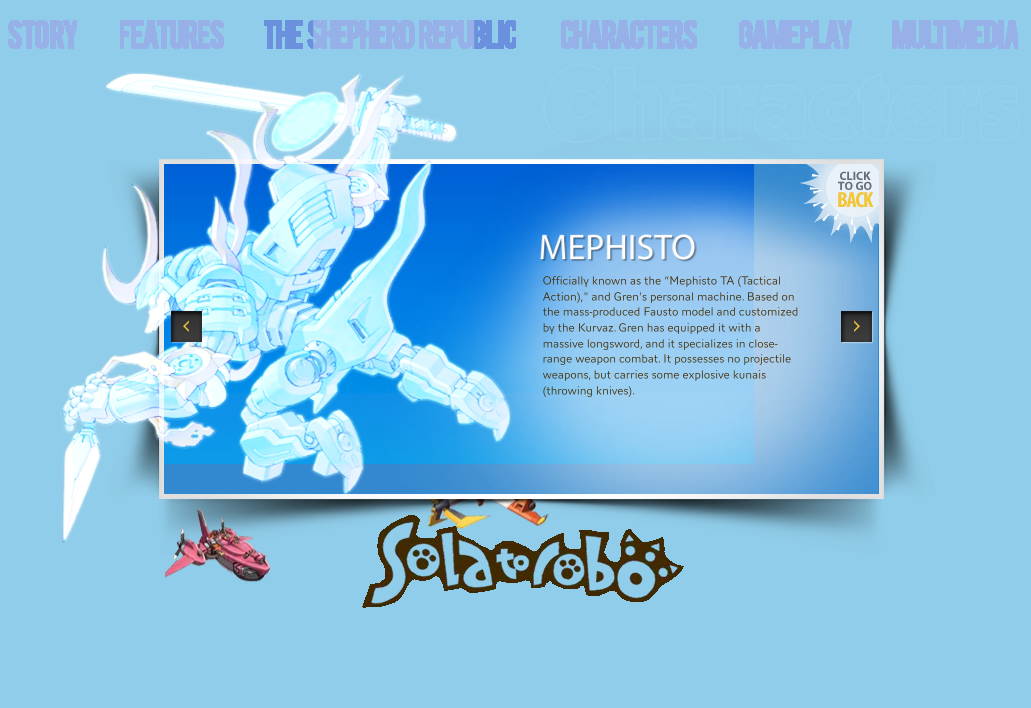 STORY FEATURES THE SHEPHERD REPUBLIC CHARACTERS GAMEPLAY MULTIMEDIA
Characters
CLICK
TO GO
BACK
MEPHISTO
Officially known as the “Mephisto TA (Tactical
Action),” and Gren’s personal machine. Based on
the mass-produced Fausto model and customized
by the Kurvaz. Gren has equipped it with a
massive longsword, and it specializes in close-
range weapon combat. It possesses no projectile
weapons, but carries some explosive kunais
(throwing knives).
Solatorobo